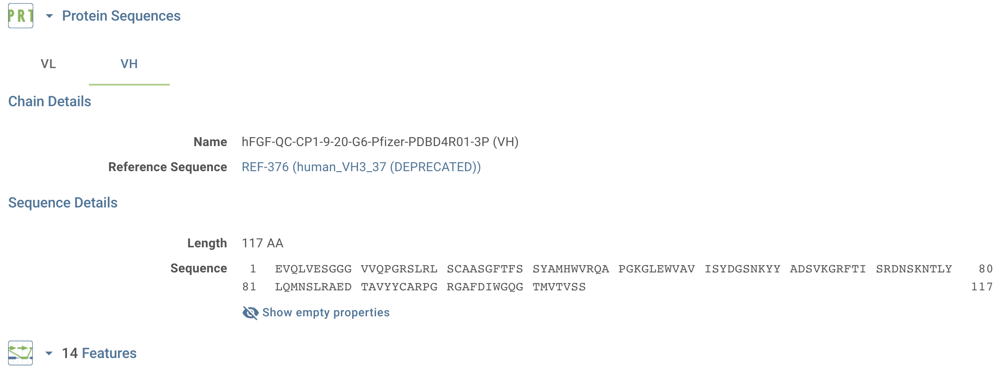 PRT Protein Sequences
VL VH
Chain Details
Name hFGF-QC-CP1-9-20-G6-Pfizer-PDBD4R01-3P (VH)
Reference Sequence REF-376 (human_VH3_37 (DEPRECATED))
Sequence Details
Length 117 AA
Sequence 1 EVQLVESGGG VVQPGRSLRL SCAASGFTFS SYAMHWVRQA PGKGLEWVAV ISYDGSNKYY ADSVKGRFTI SRDNSKNTLY 80
81 LQMNSLRAED TAVYYCARPG RGAFDIWGQG TMVTVSS 117
Show empty properties
14 Features